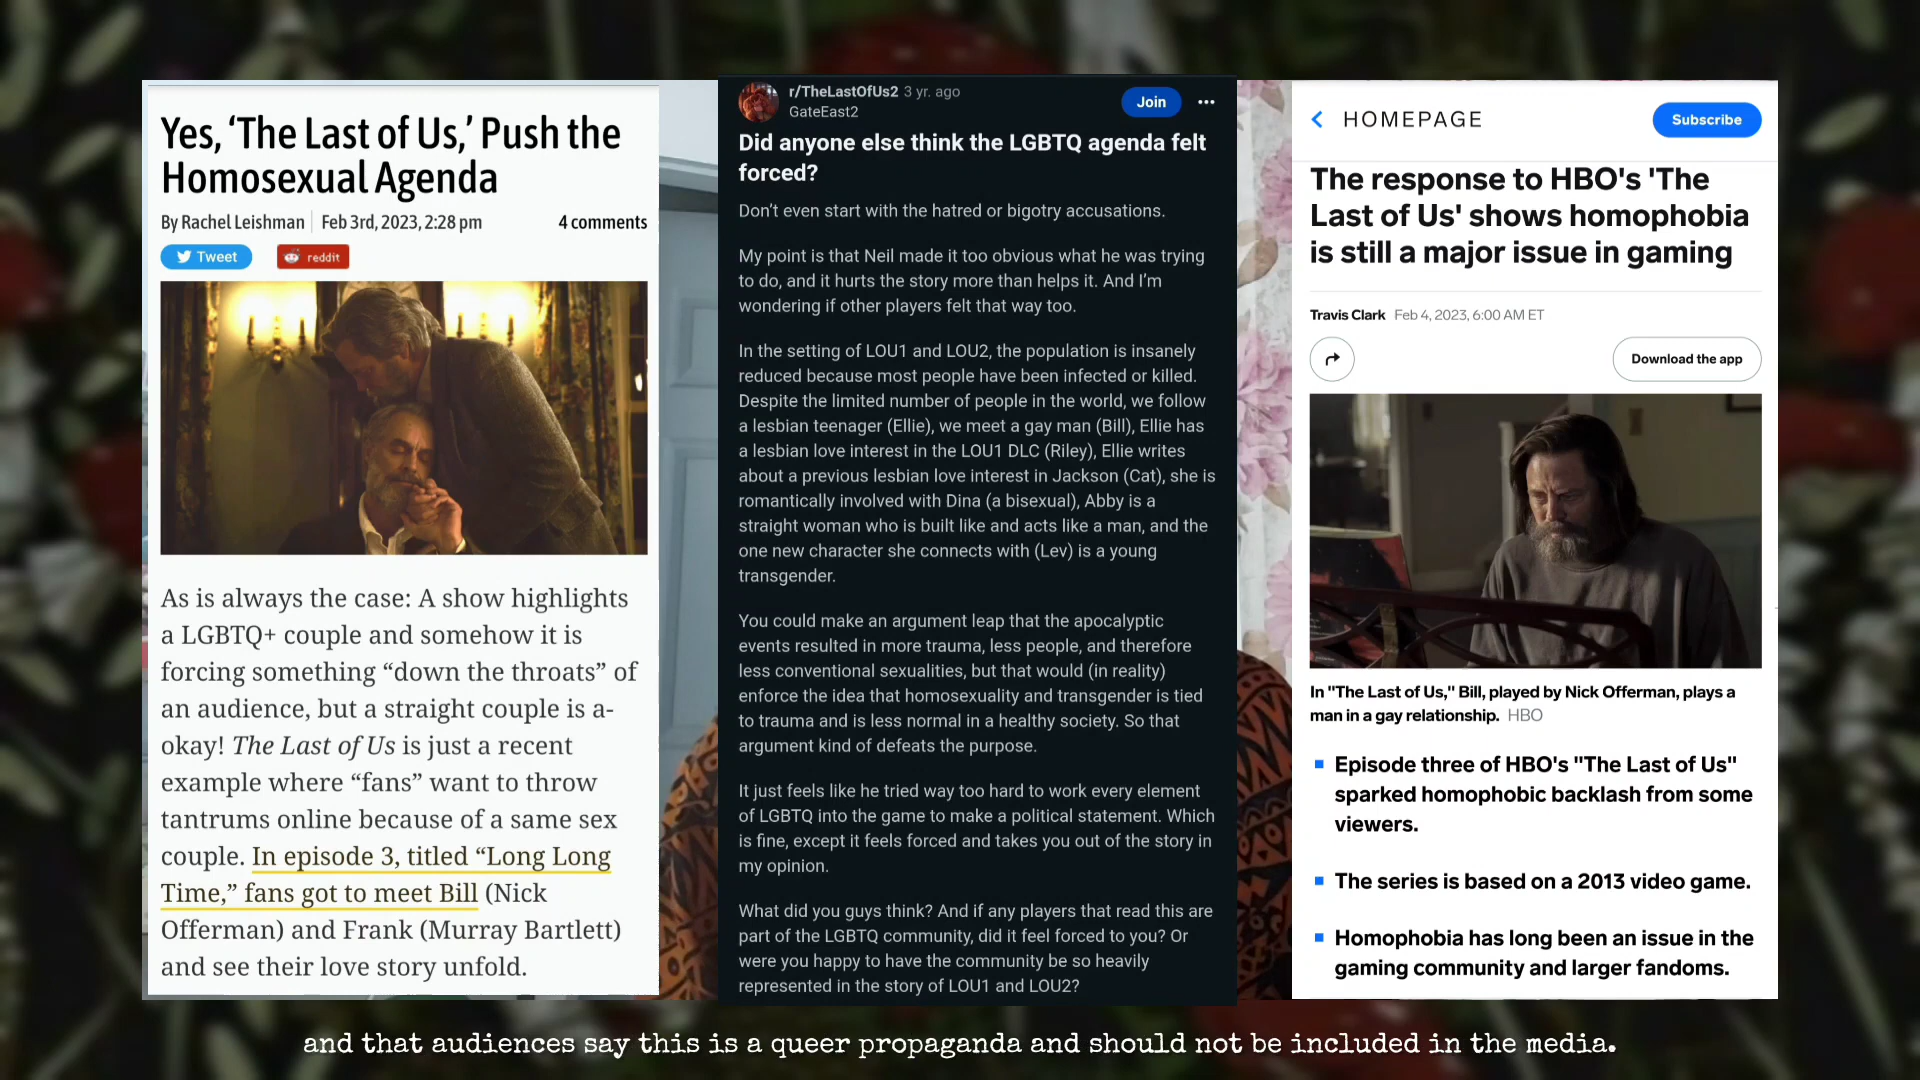 Yes, ‘The Last of Us,’ Push the
Homosexual Agenda
By Rachel Leishman Feb 3rd, 2023, 2:28 pm 4 comments
Tweet reddit
As is always the case: A show highlights
a LGBTQ+ couple and somehow it is
forcing something “down the throats” of
an audience, but a straight couple is a-
okay! The Last of Us is just a recent
example where “fans” want to throw
tantrums online because of a same sex
couple. In episode 3, titled “Long Long
Time,” fans got to meet Bill (Nick
Offerman) and Frank (Murray Bartlett)
and see their love story unfold.
r/TheLastOfUs2 3 yr. ago
GateEast2
Join
Did anyone else think the LGBTQ agenda felt
forced?
Don’t even start with the hatred or bigotry accusations.
My point is that Neil made it too obvious what he was trying
to do, and it hurts the story more than helps it. And I’m
wondering if other players felt that way too.
In the setting of LOU1 and LOU2, the population is insanely
reduced because most people have been infected or killed.
Despite the limited number of people in the world, we follow
a lesbian teenager (Ellie), we meet a gay man (Bill), Ellie has
a lesbian love interest in the LOU1 DLC (Riley), Ellie writes
about a previous lesbian love interest in Jackson (Cat), she is
romantically involved with Dina (a bisexual), Abby is a
straight woman who is built like and acts like a man, and the
one new character she connects with (Lev) is a young
transgender.
You could make an argument leap that the apocalyptic
events resulted in more trauma, less people, and therefore
less conventional sexualities, but that would (in reality)
enforce the idea that homosexuality and transgender is tied
to trauma and is less normal in a healthy society. So that
argument kind of defeats the purpose.
It just feels like he tried way too hard to work every element
of LGBTQ into the game to make a political statement. Which
is fine, except it feels forced and takes you out of the story in
my opinion.
What did you guys think? And if any players that read this are
part of the LGBTQ community, did it feel forced to you? Or
were you happy to have the community be so heavily
represented in the story of LOU1 and LOU2?
HOMEPAGE
Subscribe
The response to HBO's 'The
Last of Us' shows homophobia
is still a major issue in gaming
Travis Clark Feb 4, 2023, 6:00 AM ET
Download the app
In "The Last of Us," Bill, played by Nick Offerman, plays a
man in a gay relationship. HBO
Episode three of HBO's "The Last of Us"
sparked homophobic backlash from some
viewers.
The series is based on a 2013 video game.
Homophobia has long been an issue in the
gaming community and larger fandoms.
and that audiences say this is a queer propaganda and should not be included in the media.